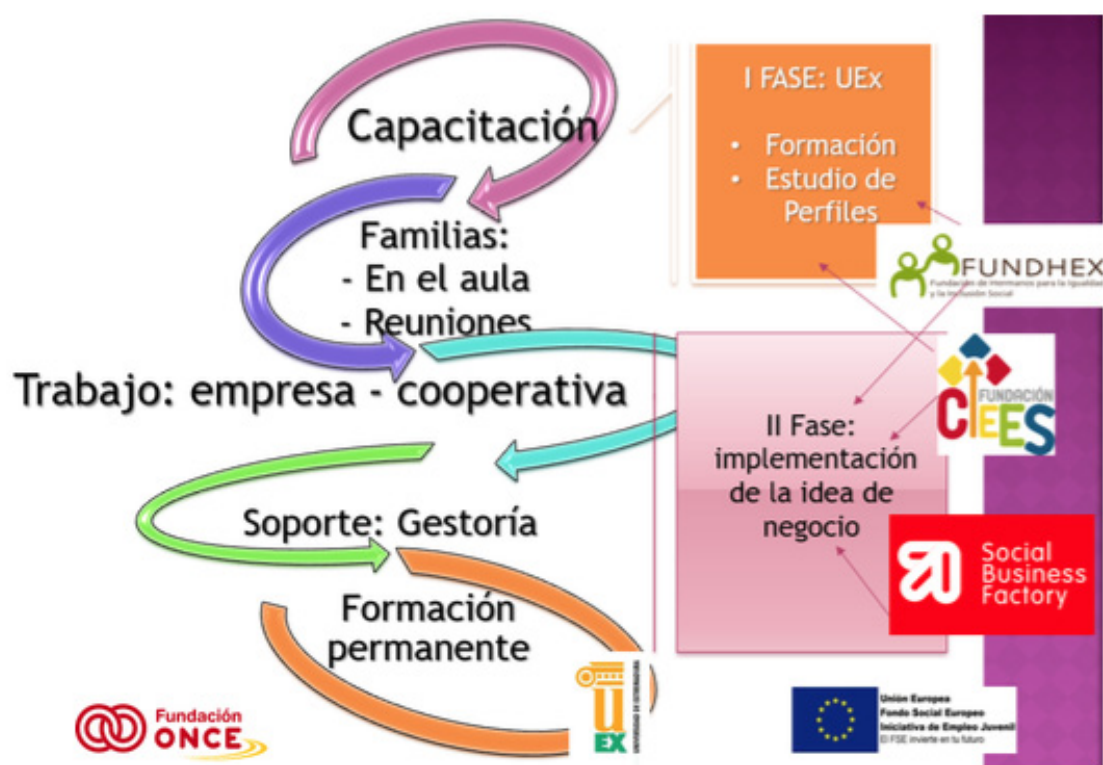 Capacitación
Familias:
- En el aula
- Reuniones
Trabajo: empresa - cooperativa
Soporte: Gestoría
Formación
permanente
I FASE: UEx
• Formación
• Estudio de
Perfiles
II Fase:
implementación
de la idea de
negocio
FUNDHEX
Fundación de Hermanos para la Igualdad
y la Inclusión Social
FUNDACIÓN
CIEES
Social
Business
Factory
Fundación
ONCE
UEX
UNIVERSIDAD DE EXTREMADURA
Unión Europea
Fondo Social Europeo
Iniciativa de Empleo Juvenil
El FSE invierte en tu futuro